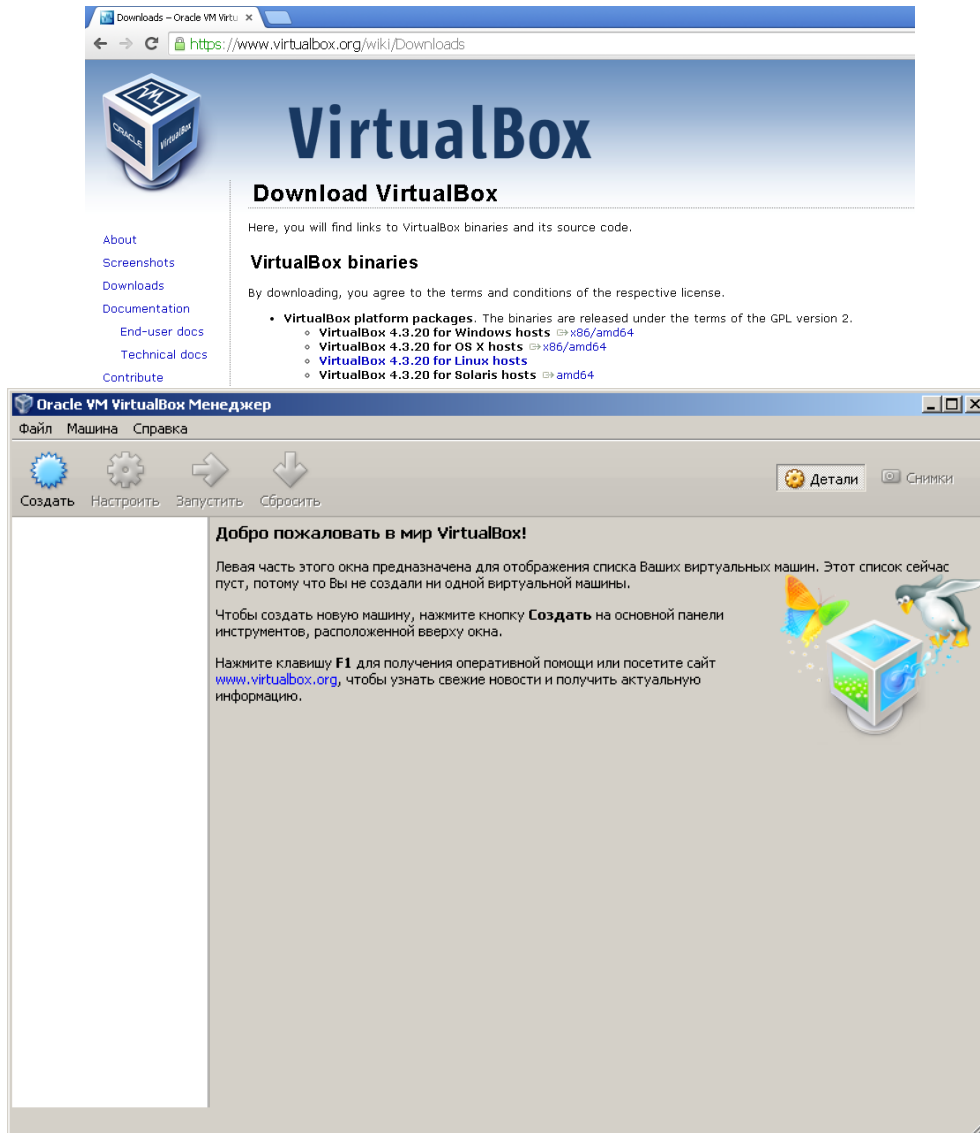 Downloads – Oracle VM Virtu
https://www.virtualbox.org/wiki/Downloads
ORACLE
VirtualBox
VirtualBox
Download VirtualBox
Here, you will find links to VirtualBox binaries and its source code.
About
Screenshots
Downloads
Documentation
End-user docs
Technical docs
Contribute
VirtualBox binaries
By downloading, you agree to the terms and conditions of the respective license.
• VirtualBox platform packages. The binaries are released under the terms of the GPL version 2.
◦ VirtualBox 4.3.20 for Windows hosts x86/amd64
◦ VirtualBox 4.3.20 for OS X hosts x86/amd64
◦ VirtualBox 4.3.20 for Linux hosts
◦ VirtualBox 4.3.20 for Solaris hosts amd64
Oracle VM VirtualBox Менеджер
Файл Машина Справка
Создать Настроить Запустить Сбросить
Детали Снимки
Добро пожаловать в мир VirtualBox!
Левая часть этого окна предназначена для отображения списка Ваших виртуальных машин. Этот список сейчас
пуст, потому что Вы не создали ни одной виртуальной машины.
Чтобы создать новую машину, нажмите кнопку Создать на основной панели
инструментов, расположенной вверху окна.
Нажмите клавишу F1 для получения оперативной помощи или посетите сайт
www.virtualbox.org, чтобы узнать свежие новости и получить актуальную
информацию.